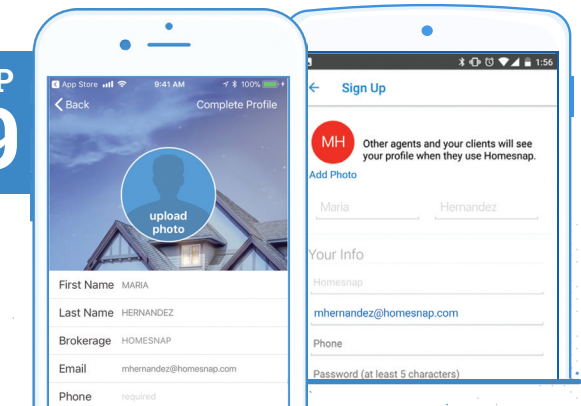 P
9
App Store
9:41 AM
100%
Back
Complete Profile
upload
photo
First Name MARIA
Last Name HERNANDEZ
Brokerage HOMESNAP
Email mhernandez@homesnap.com
Phone required
1:56
Sign Up
MH
Other agents and your clients will see
your profile when they use Homesnap.
Add Photo
Maria Hernandez
Your Info
Homesnap
mhernandez@homesnap.com
Phone
Password (at least 5 characters)